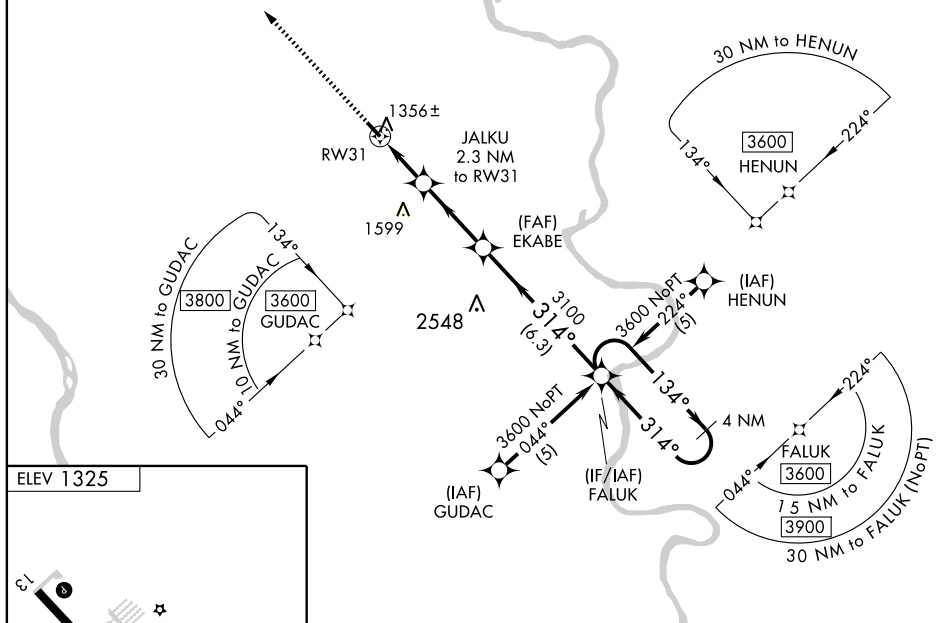 30 NM to HENUN
134°
224°
3600
HENUN
1356±
RW31
JALKU
2.3 NM
to RW31
1599
(FAF)
EKABE
2548
3100
314°
(6.3)
3600 NoPT
224°
(5)
(IAF)
HENUN
134°
314°
4 NM
3600 NoPT
044°
(5)
(IAF)
GUDAC
(IF/IAF)
FALUK
30 NM to GUDAC
10 NM to GUDAC
134°
3800
3600
GUDAC
044°
224°
044°
FALUK
3600
15 NM to FALUK
3900
30 NM to FALUK (NoPT)
ELEV 1325
13
P